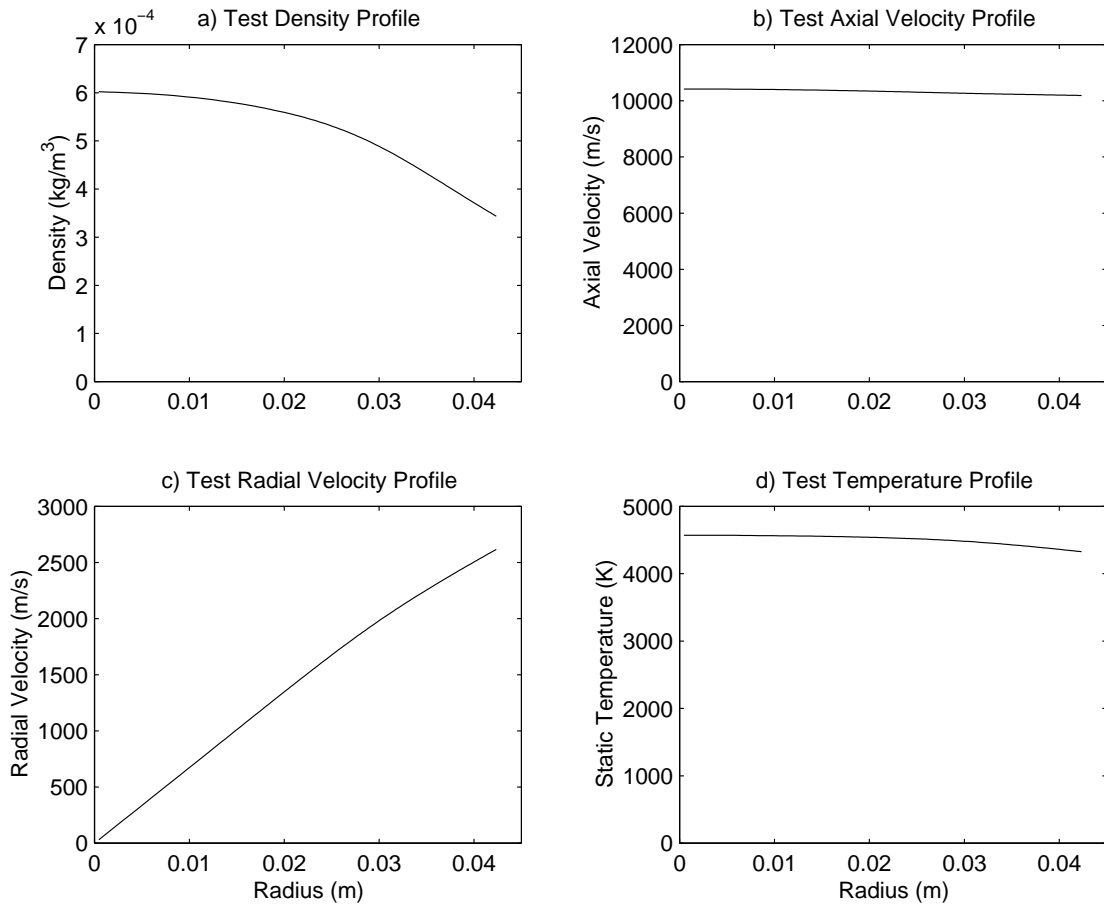 a) Test Density Profile
x 10⁻⁴
7
6
5
4
3
2
1
0
Density (kg/m³)
0 0.01 0.02 0.03 0.04
b) Test Axial Velocity Profile
12000
10000
8000
6000
4000
2000
0
Axial Velocity (m/s)
0 0.01 0.02 0.03 0.04
c) Test Radial Velocity Profile
3000
2500
2000
1500
1000
500
0
Radial Velocity (m/s)
0 0.01 0.02 0.03 0.04
Radius (m)
d) Test Temperature Profile
5000
4000
3000
2000
1000
0
Static Temperature (K)
0 0.01 0.02 0.03 0.04
Radius (m)